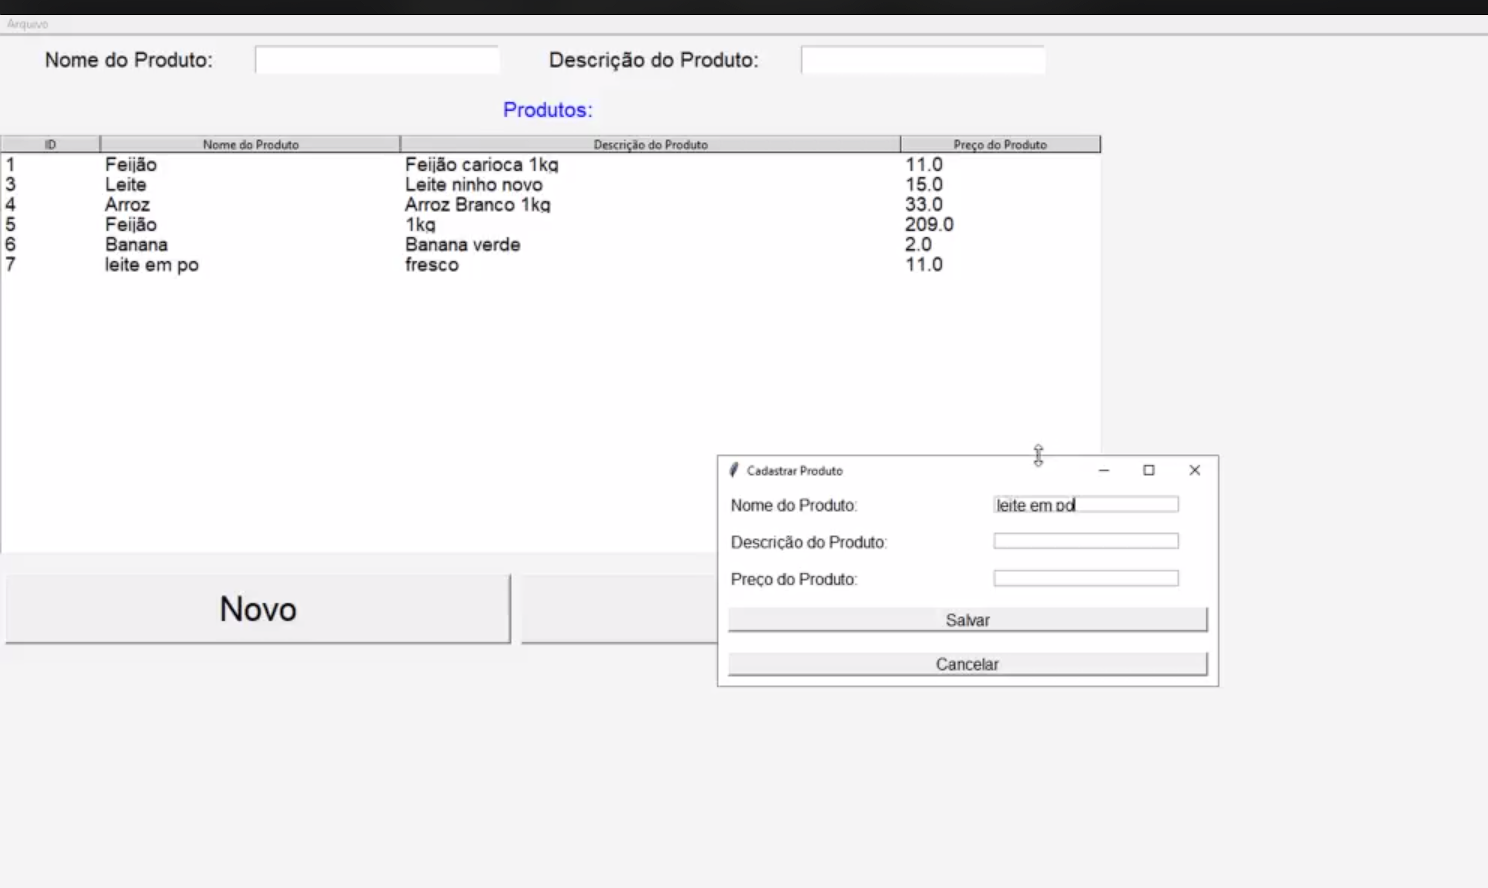 Arquivo
Nome do Produto: Descrição do Produto:
Produtos:
ID Nome do Produto Descrição do Produto Preço do Produto
1 Feijão Feijão carioca 1kg 11.0
3 Leite Leite ninho novo 15.0
4 Arroz Arroz Branco 1kg 33.0
5 Feijão 1kg 209.0
6 Banana Banana verde 2.0
7 leite em po fresco 11.0
Cadastrar Produto
Nome do Produto: leite em po
Descrição do Produto:
Preço do Produto:
Salvar
Cancelar
Novo